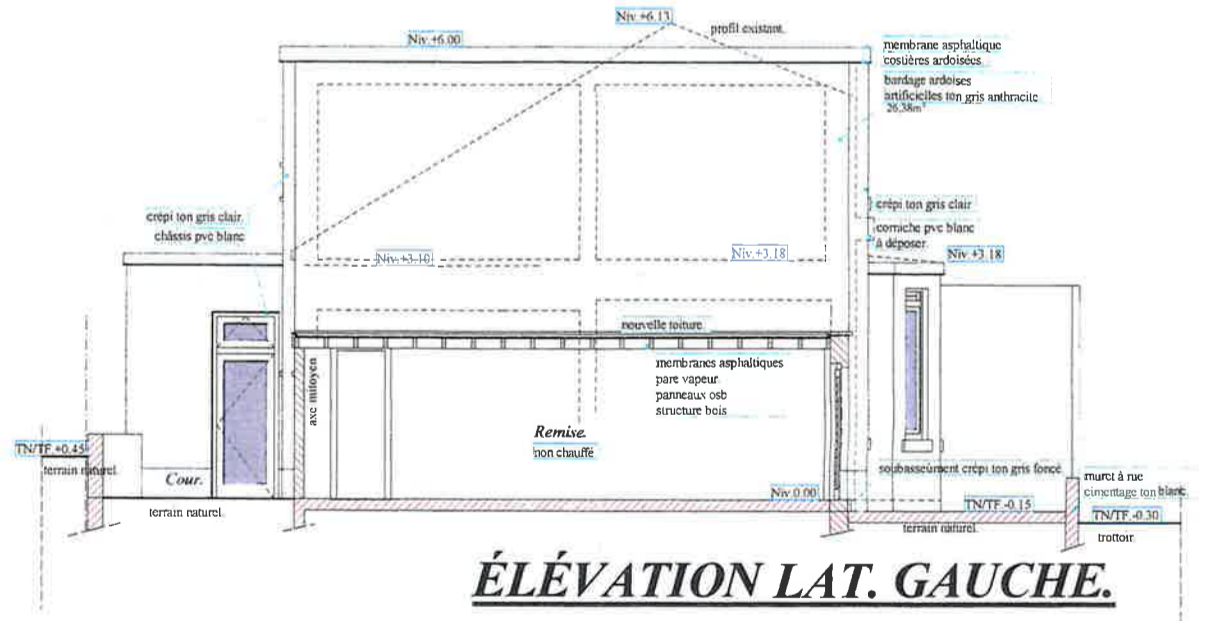 Niv.+6.13
profil existant.
Niv.+6.00
membrane asphaltique
costières ardoisées.
bardage ardoises
artificielles ton gris anthracite
26,38m²
crépi ton gris clair.
châssis pvc blanc
crépi ton gris clair
corniche pvc blanc
à déposer.
Niv.+3.10
Niv.+3.18
Niv.+3.18
nouvelle toiture.
membranes asphaltiques
pare vapeur
panneaux osb
structure bois
axe mitoyen
Remise.
non chauffé
TN/TF.+0.45
terrain naturel.
Cour.
terrain naturel.
Niv.0.00
soubassement crépi ton gris foncé
TN/TF.-0.15
terrain naturel.
muret à rue
cimentage ton blanc
TN/TF.-0.30
trottoir.
ÉLÉVATION LAT. GAUCHE.